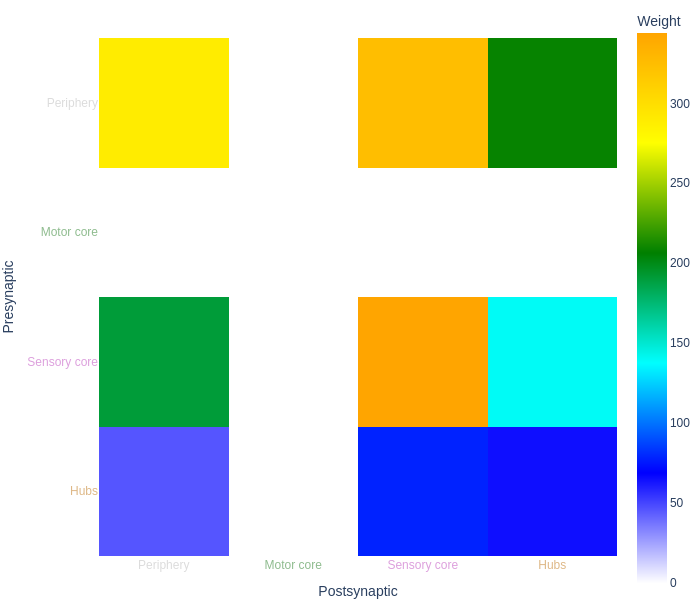 Weight
Periphery
Motor core
Sensory core
Hubs
Presynaptic
Periphery
Motor core
Sensory core
Hubs
Postsynaptic
300
250
200
150
100
50
0